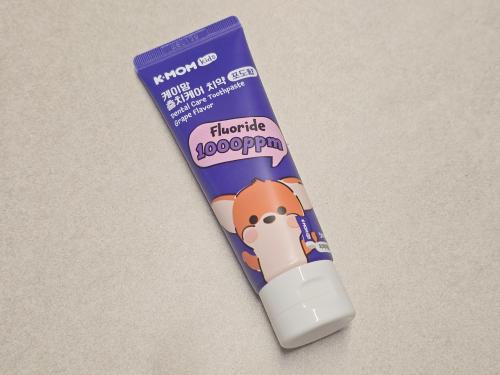 K-MOM kids
케이맘
충치케어 치약 포도향
Dental Care Toothpaste
Grape Flavor
Fluoride
1000ppm